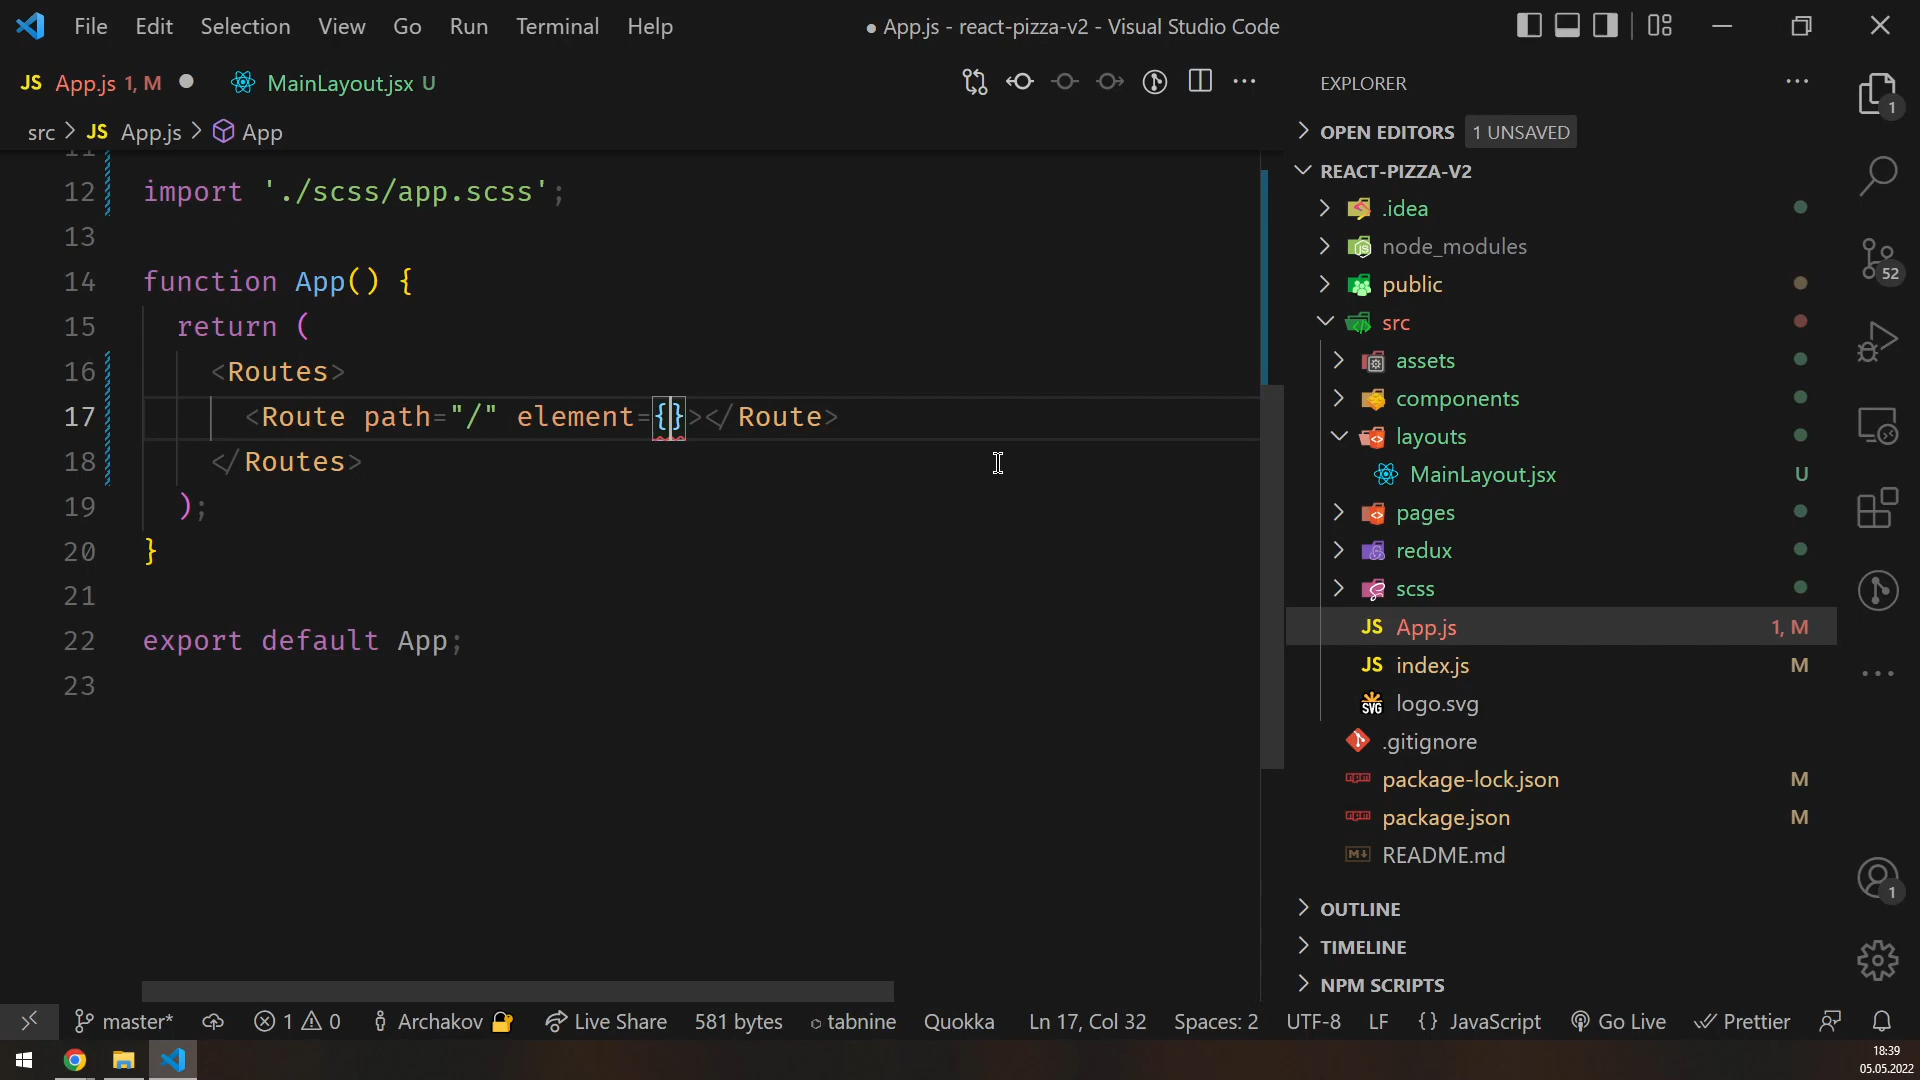 File Edit Selection View Go Run Terminal Help ● App.js - react-pizza-v2 - Visual Studio Code
JS App.js 1, M ● MainLayout.jsx U
src > JS App.js > App
11
12 import './scss/app.scss';
13
14 function App() {
15 return (
16 <Routes>
17 <Route path="/" element={}></Route>
18 </Routes>
19 );
20 }
21
22 export default App;
23
EXPLORER
OPEN EDITORS 1 UNSAVED
REACT-PIZZA-V2
.idea
node_modules
public
src
assets
components
layouts
MainLayout.jsx U
pages
redux
scss
JS App.js 1, M
JS index.js M
SVG logo.svg
.gitignore
package-lock.json M
package.json M
README.md
OUTLINE
TIMELINE
NPM SCRIPTS
1
52
1
master* 1 0 Archakov Live Share 581 bytes tabnine Quokka Ln 17, Col 32 Spaces: 2 UTF-8 LF {} JavaScript Go Live Prettier
18:39
05.05.2022